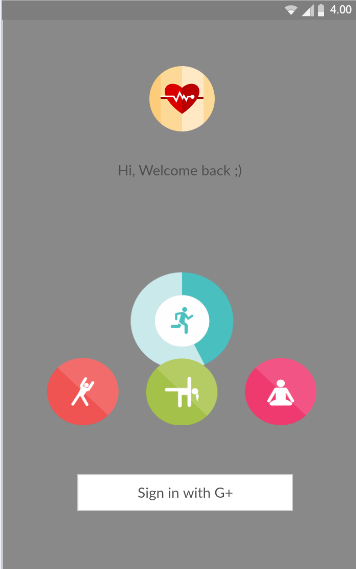 4.00
Hi, Welcome back ;)
Sign in with G+